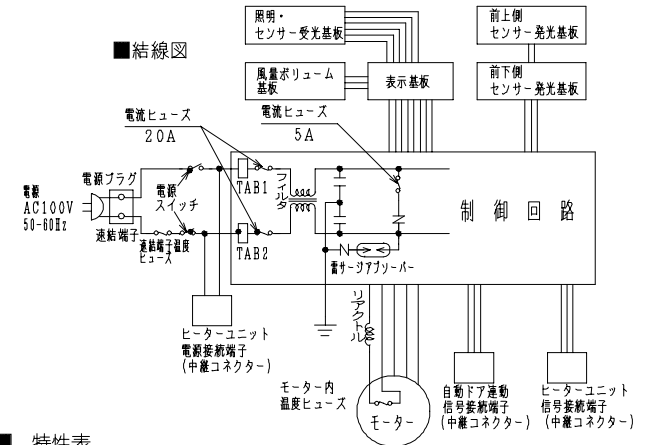 ■結線図
照明・
センサー受光基板
前上側
センサー発光基板
風量ボリューム
基板
表示基板
前下側
センサー発光基板
電流ヒューズ
20A
電流ヒューズ
5A
電源
AC100V
50-60Hz
電源プラグ
速結端子
電源
スイッチ
速結端子温度
ヒューズ
TAB1
TAB2
フィルタ
制御回路
雷サージアブソーバー
リアクトル
ヒーターユニット
電源接続端子
(中継コネクター)
モーター内
温度ヒューズ
モーター
自動ドア連動
信号接続端子
(中継コネクター)
ヒーターユニット
信号接続端子
(中継コネクター)
■ 特性表